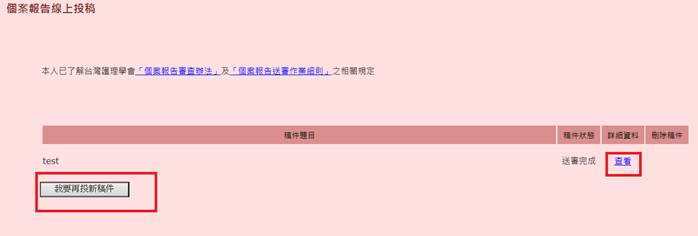 個案報告線上投稿
本人已了解台灣護理學會「個案報告審查辦法」及「個案報告送審作業細則」之相關規定
稿件題目 稿件狀態 詳細資料 刪除稿件
test 送審完成 查看
我要再投新稿件